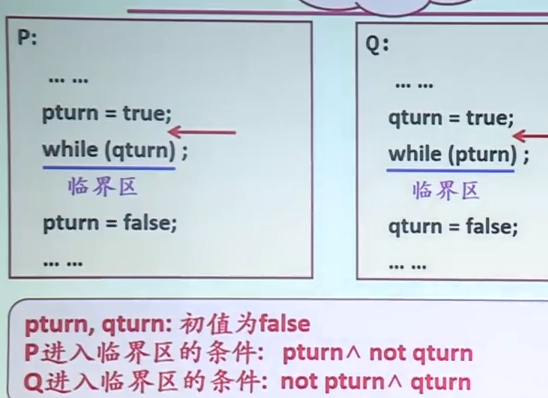 P:
... ...
pturn = true;
while (qturn) ;
临界区
pturn = false;
... ...
Q:
... ...
qturn = true;
while (pturn) ;
临界区
qturn = false;
... ...
pturn, qturn: 初值为false
P进入临界区的条件: pturn∧ not qturn
Q进入临界区的条件: not pturn∧ qturn